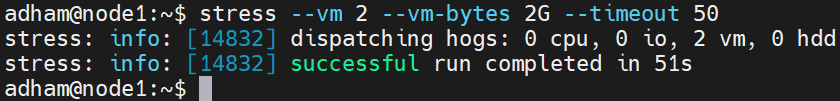 adham@node1:~$ stress --vm 2 --vm-bytes 2G --timeout 50
stress: info: [14832] dispatching hogs: 0 cpu, 0 io, 2 vm, 0 hdd
stress: info: [14832] successful run completed in 51s
adham@node1:~$